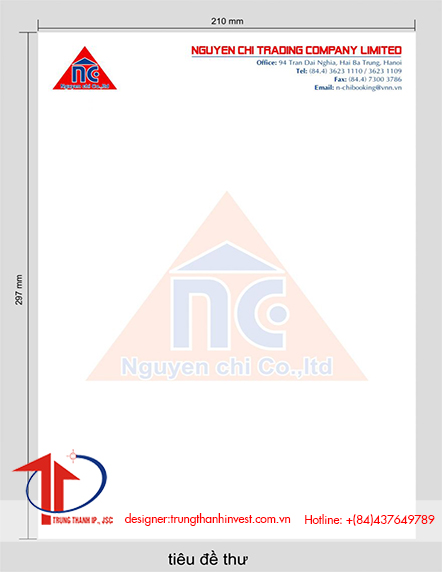 210 mm
NGUYEN CHI TRADING COMPANY LIMITED
Office: 94 Tran Dai Nghia, Hai Ba Trung, Hanoi
Tel: (84.4) 3623 1110 / 3623 1109
Fax: (84.4) 7300 3786
Email: n-chibooking@vnn.vn
nc
Nguyen chi Co.,ltd
297 mm
nc
Nguyen chi Co.,ltd
TRUNG THANH IP., JSC
designer:trungthanhinvest.com.vn
Hotline: +(84)437649789
tiêu đề thư